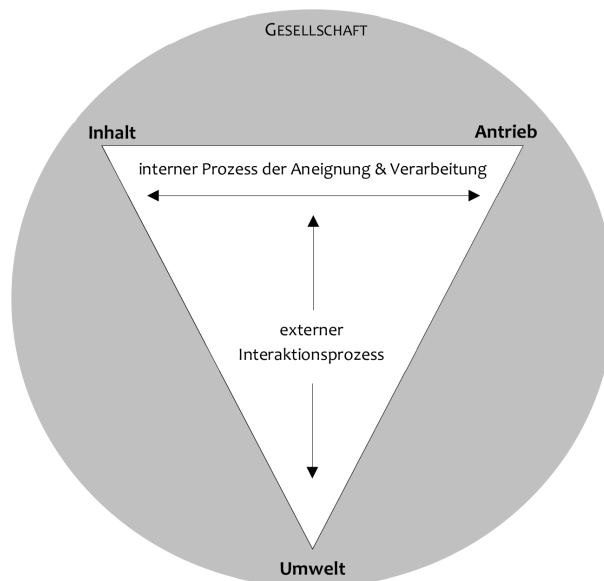 GESELLSCHAFT
Inhalt
Antrieb
interner Prozess der Aneignung & Verarbeitung
externer
Interaktionsprozess
Umwelt